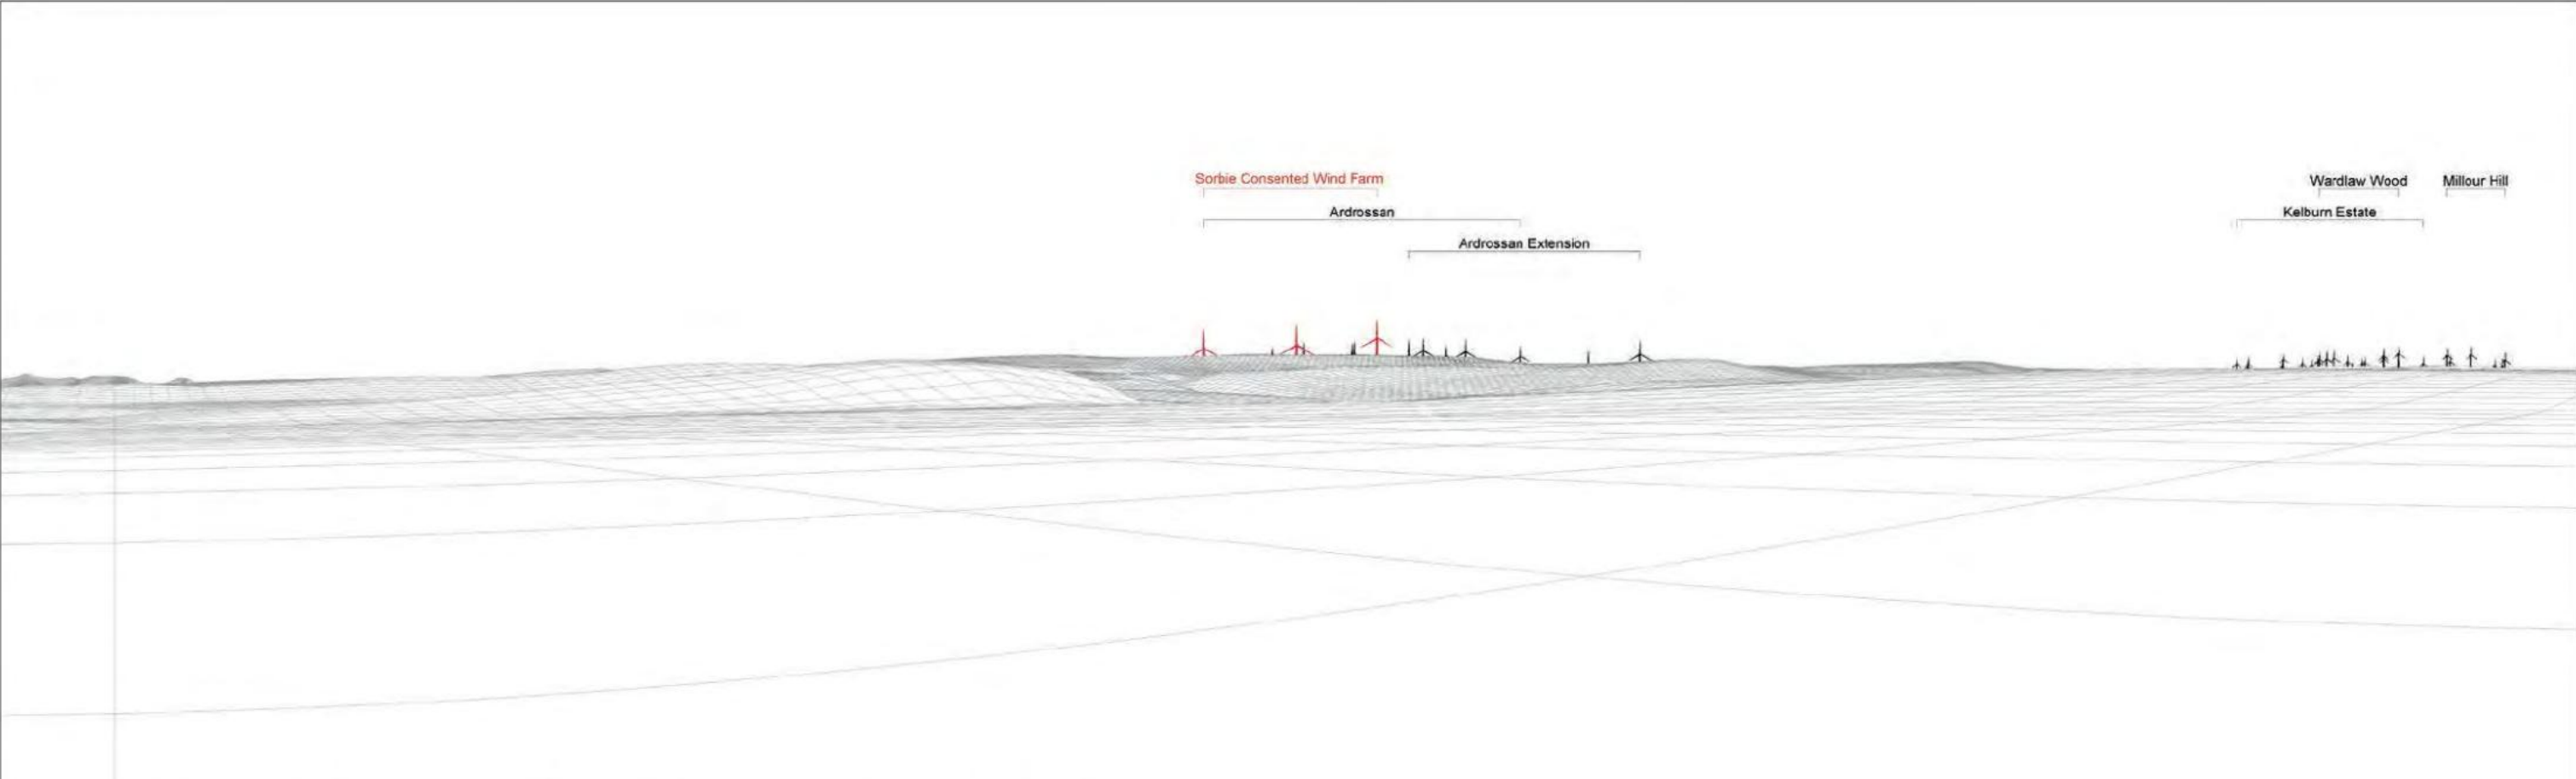 Sorbie Consented Wind Farm
Ardrossan
Ardrossan Extension
Wardlaw Wood
Millour Hill
Kelburn Estate